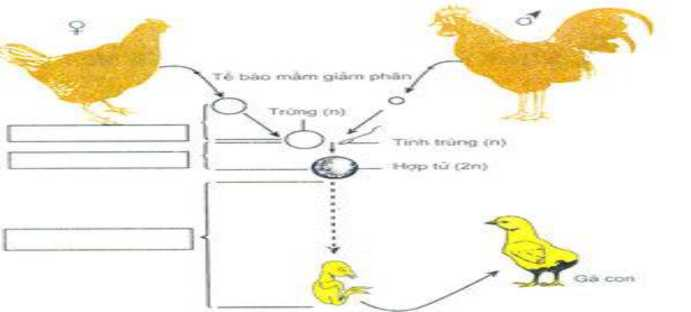 ♀
♂
Tế bào mầm giảm phân
Trứng (n)
Tinh trùng (n)
Hợp tử (2n)
Gà con